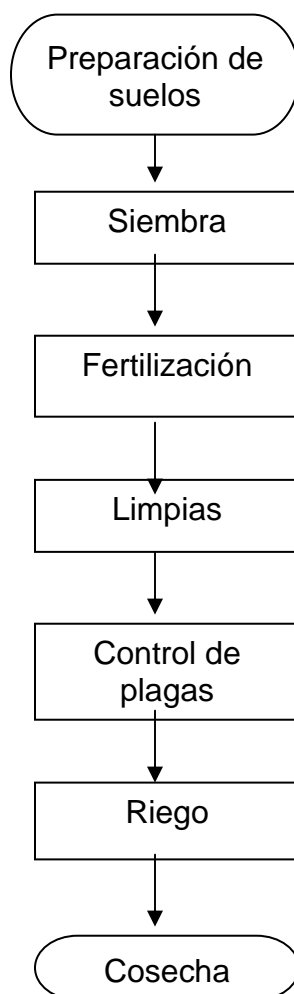 Preparación de
suelos
Siembra
Fertilización
Limpias
Control de
plagas
Riego
Cosecha